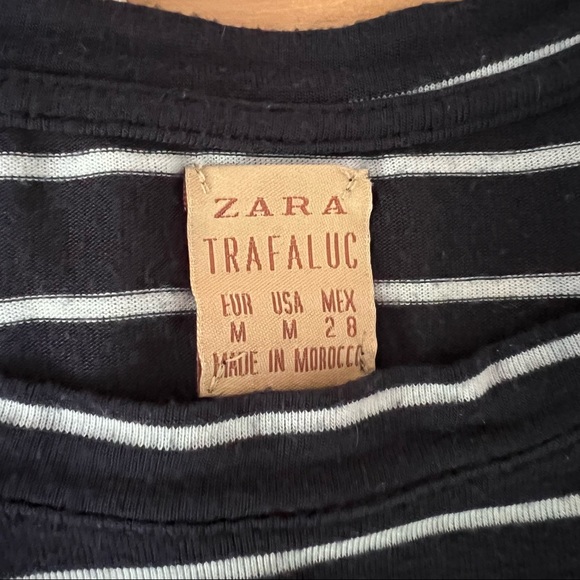 ZARA
TRAFALUC
EUR USA MEX
M M 28
MADE IN MOROCCO